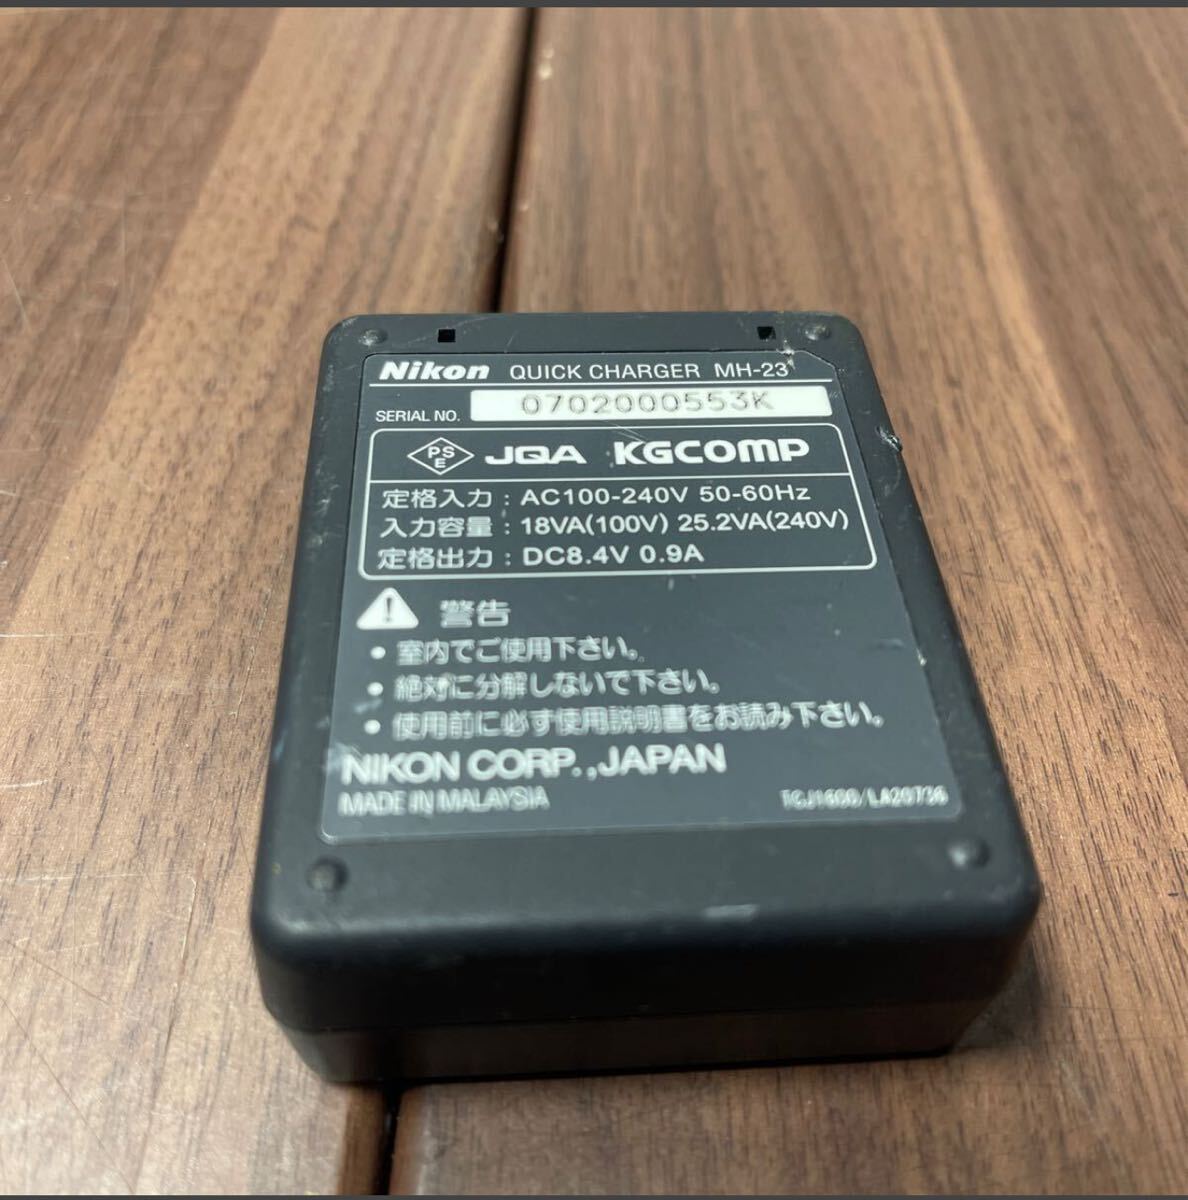 Nikon QUICK CHARGER MH-23
SERIAL NO. 0702000553K
PSE JQA KGCOMP
定格入力 : AC100-240V 50-60Hz
入力容量 : 18VA(100V) 25.2VA(240V)
定格出力 : DC8.4V 0.9A
警告
• 室内でご使用下さい。
• 絶対に分解しないで下さい。
• 使用前に必ず使用説明書をお読み下さい。
NIKON CORP.,JAPAN
MADE IN MALAYSIA TCJ1600/LA20736